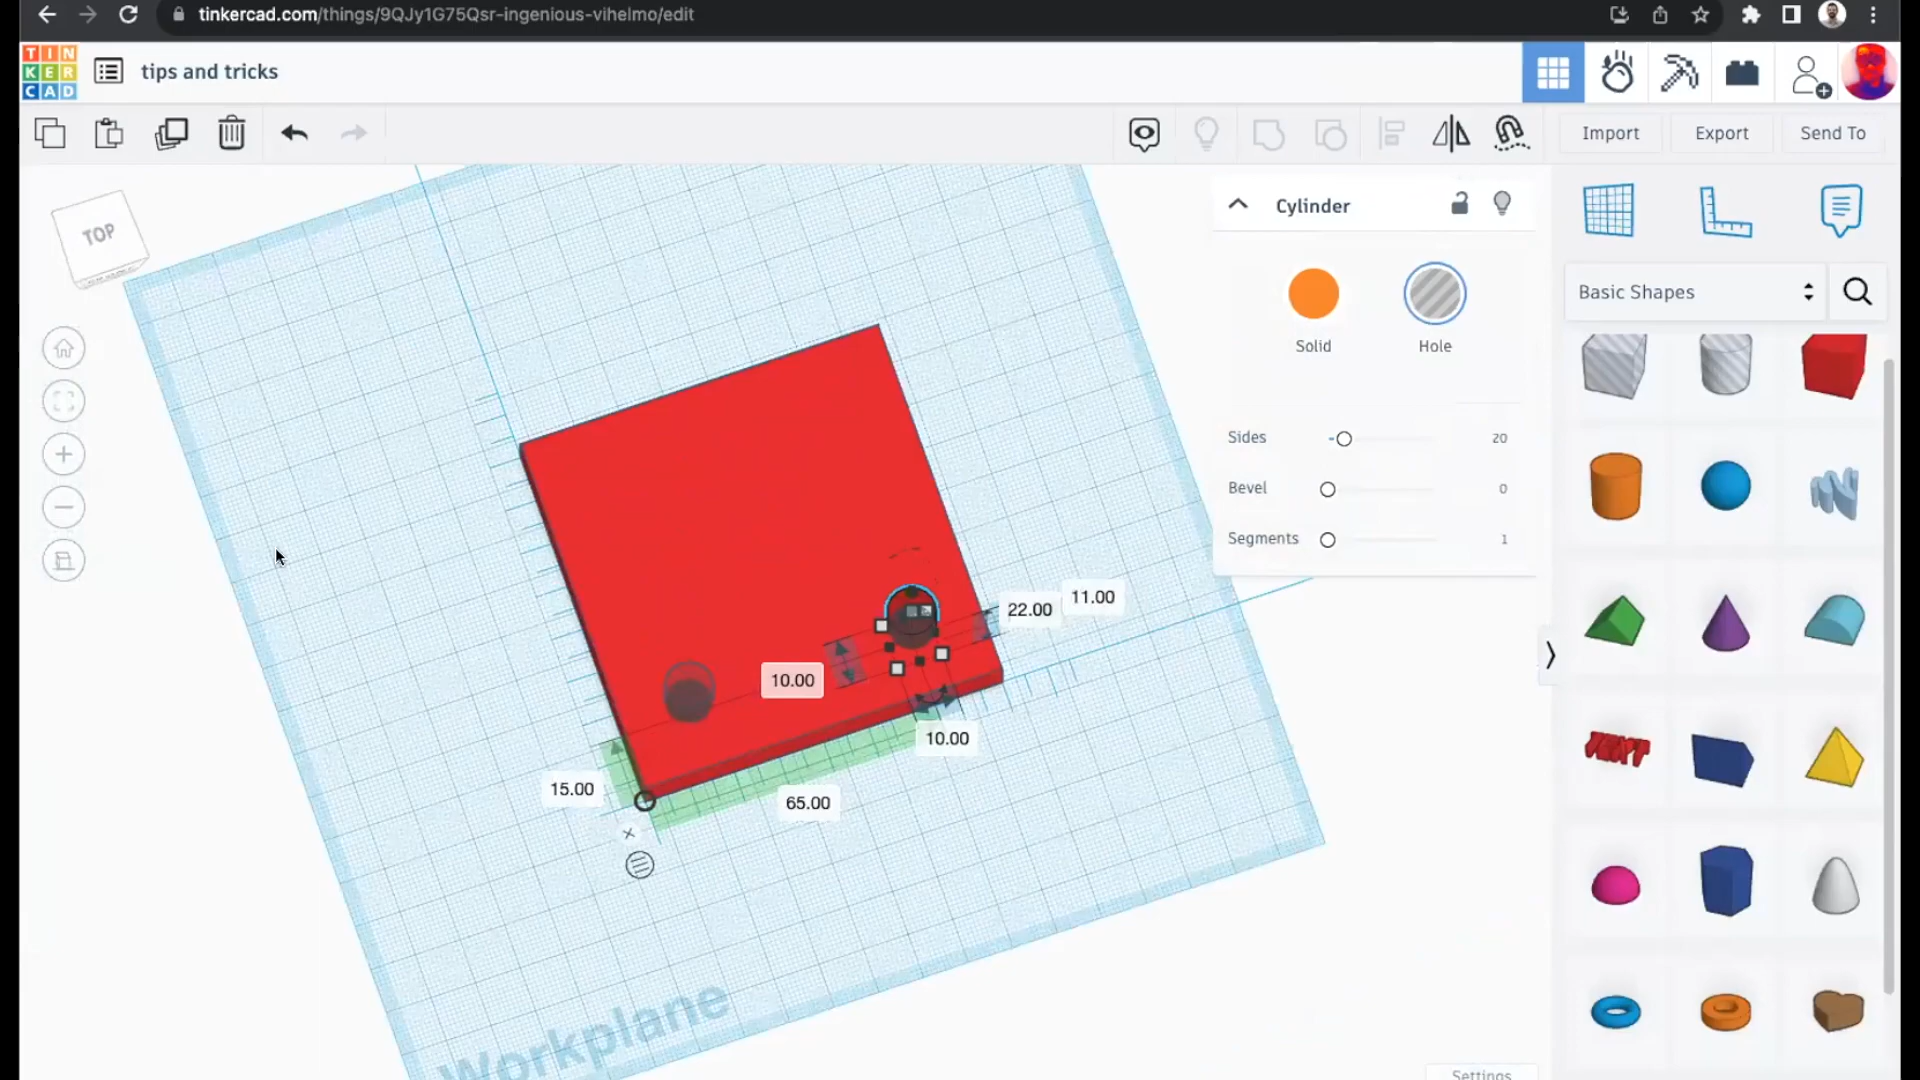 tinkercad.com/things/9QJy1G75Qsr-ingenious-vihelmo/edit
TIN
KER
CAD
tips and tricks
Import
Export
Send To
TOP
Cylinder
Solid
Hole
Sides
20
Bevel
0
Segments
1
Basic Shapes
22.00
11.00
10.00
10.00
15.00
65.00
TEXT
Workplane
Settings